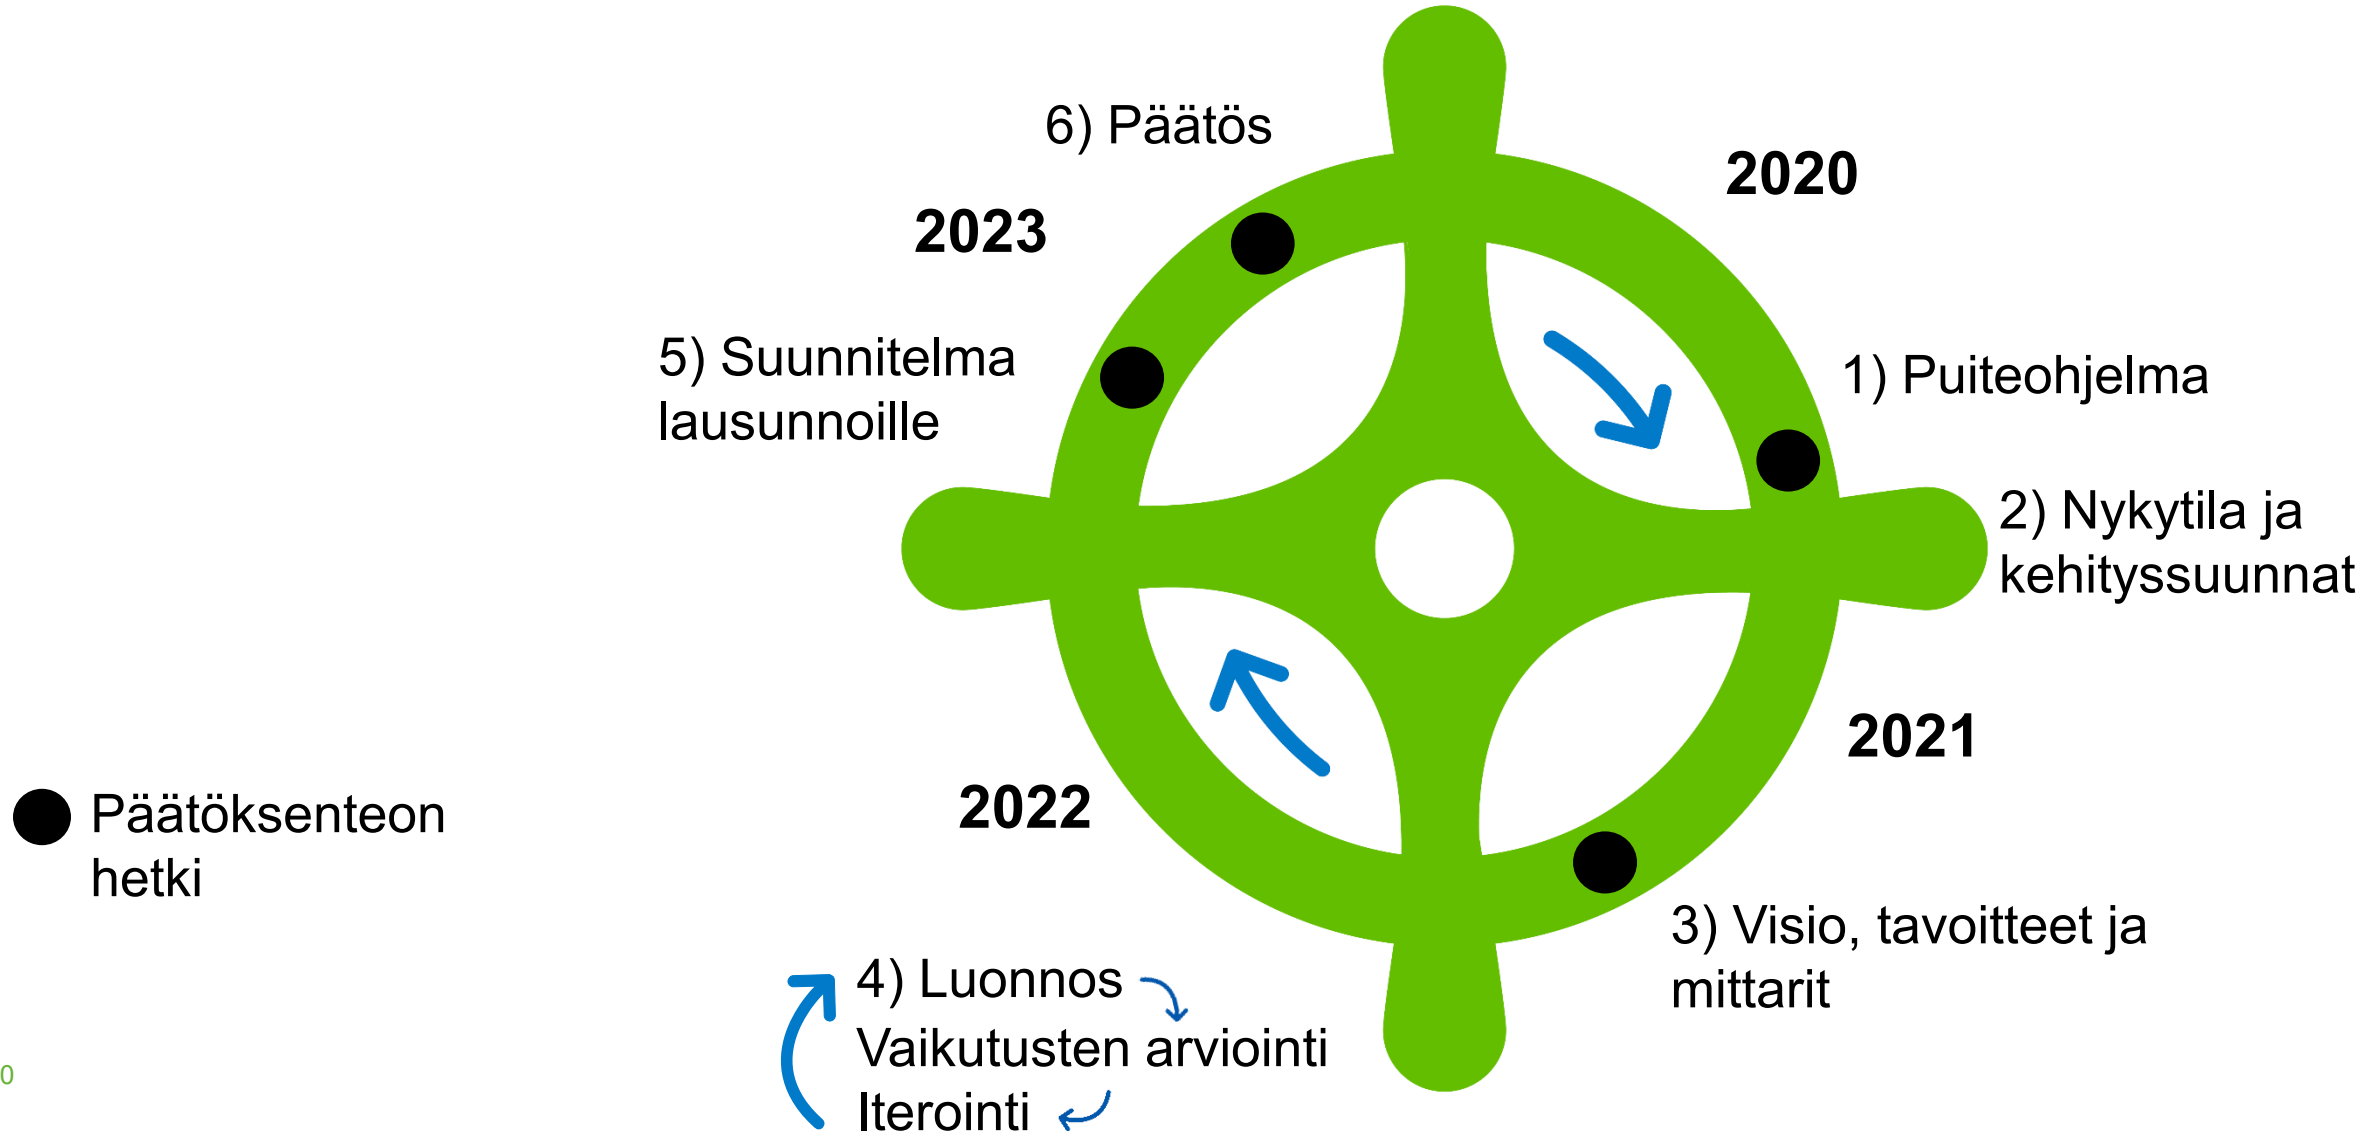 6) Päätös
2020
2023
5) Suunnitelma
lausunnoille
1) Puiteohjelma
2) Nykytila ja
kehityssuunnat
2021
2022
Päätöksenteon
hetki
3) Visio, tavoitteet ja
mittarit
4) Luonnos
Vaikutusten arviointi
Iterointi
0